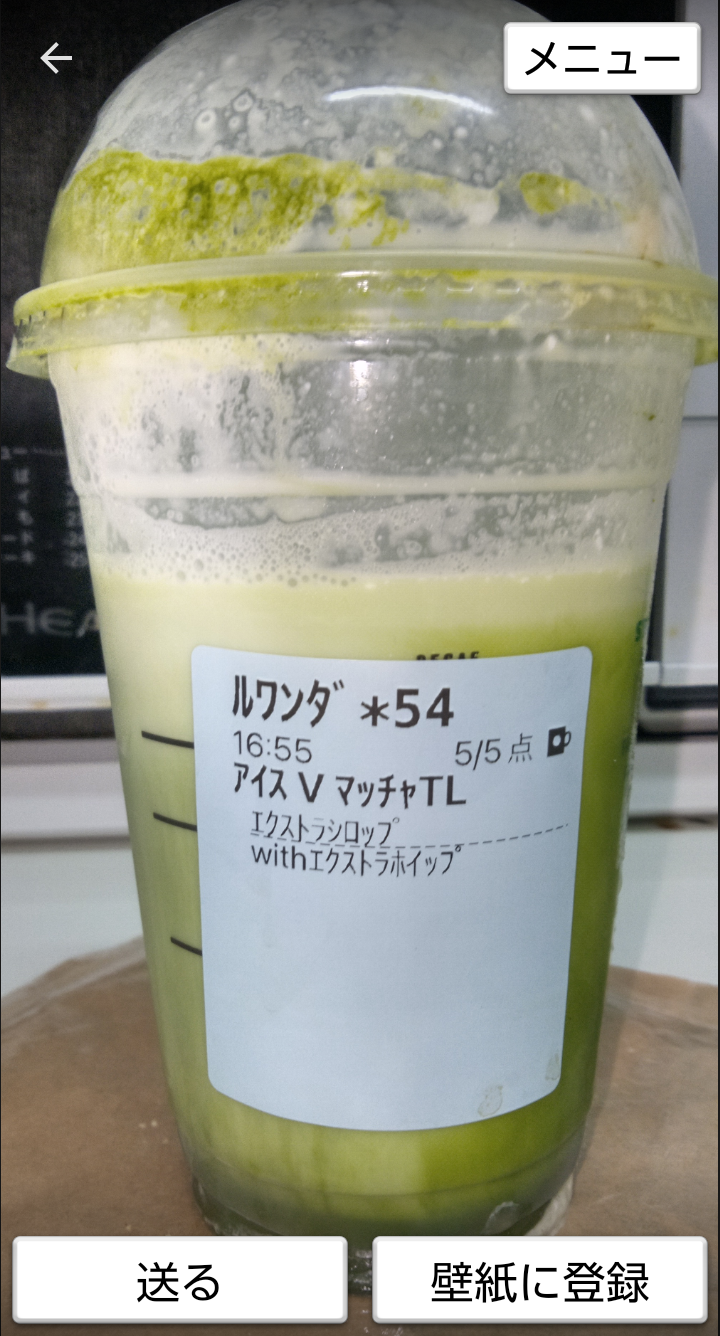 メニュー
ルワンダ *54
16:55 5/5点
アイス V マッチャTL
エクストラシロップ
withエクストラホイップ
送る 壁紙に登録